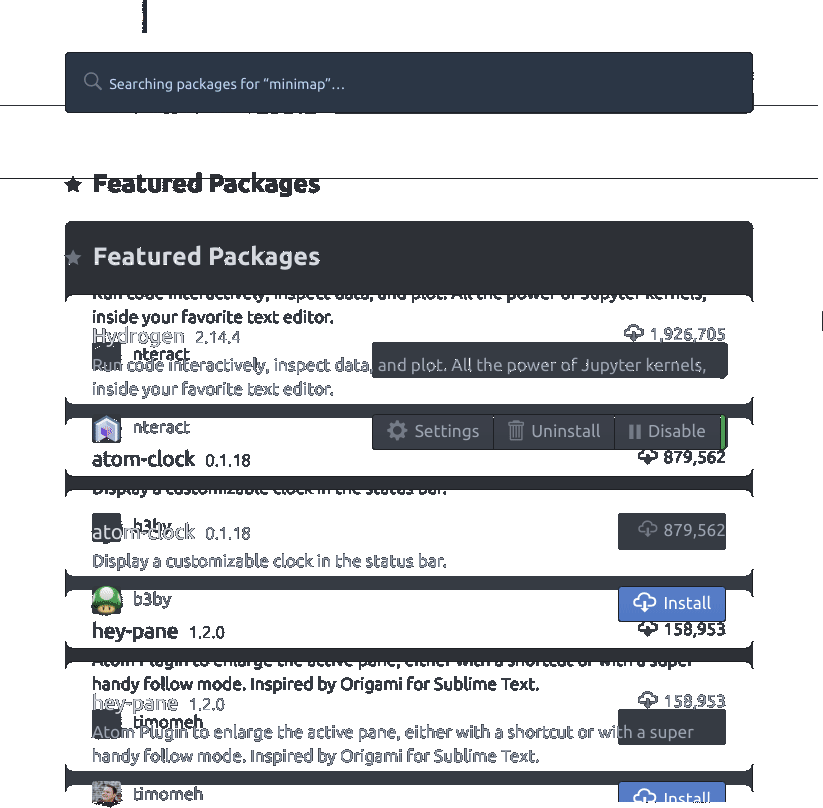 Searching packages for “minimap”…
Featured Packages
Featured Packages
Run code interactively, inspect data, and plot. All the power of Jupyter kernels,
inside your favorite text editor.
Hydrogen 2.14.4 1,926,705
nteract
Run code interactively, inspect data, and plot. All the power of Jupyter kernels,
inside your favorite text editor.
nteract Settings Uninstall Disable
atom-clock 0.1.18 879,562
Display a customizable clock in the status bar.
b3by
atom-clock 0.1.18 879,562
Display a customizable clock in the status bar.
b3by Install
hey-pane 1.2.0 158,953
Atom Plugin to enlarge the active pane, either with a shortcut or with a super
handy follow mode. Inspired by Origami for Sublime Text.
hey-pane 1.2.0 158,953
timomeh
Atom Plugin to enlarge the active pane, either with a shortcut or with a super
handy follow mode. Inspired by Origami for Sublime Text.
timomeh Install